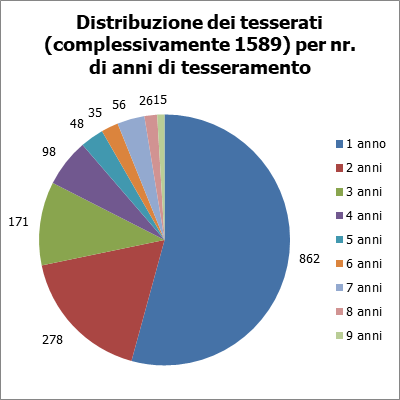 Distribuzione dei tesserati
(complessivamente 1589) per nr.
di anni di tesseramento
862
278
171
98
48
35
56
26
15
1 anno
2 anni
3 anni
4 anni
5 anni
6 anni
7 anni
8 anni
9 anni